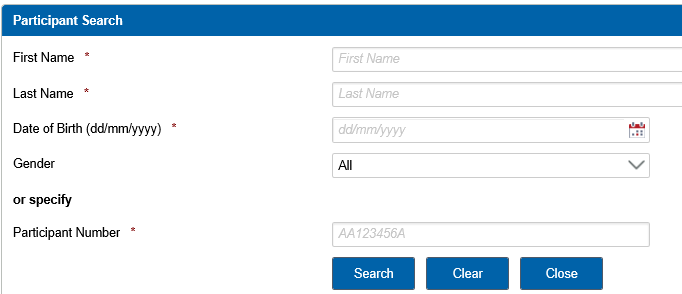 Participant Search
First Name *
First Name
Last Name *
Last Name
Date of Birth (dd/mm/yyyy) *
dd/mm/yyyy
Gender
All
or specify
Participant Number *
AA123456A
Search Clear Close